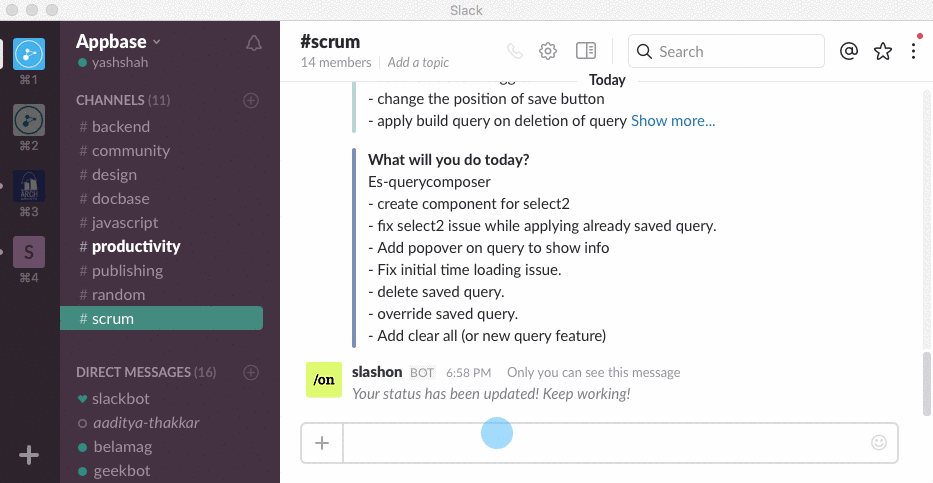 Slack
⌘1
⌘2
ARCH
⌘3
S
⌘4
Appbase
yashshah
CHANNELS (11)
# backend
# community
# design
# docbase
# javascript
# productivity
# publishing
# random
# scrum
DIRECT MESSAGES (16)
slackbot
aaditya-thakkar
belamag
geekbot
#scrum
14 members | Add a topic
Search
Today
- change the position of save button
- apply build query on deletion of query Show more...
What will you do today?
Es-querycomposer
- create component for select2
- fix select2 issue while applying already saved query.
- Add popover on query to show info
- Fix initial time loading issue.
- delete saved query.
- override saved query.
- Add clear all (or new query feature)
/on
slashon BOT 6:58 PM Only you can see this message
Your status has been updated! Keep working!